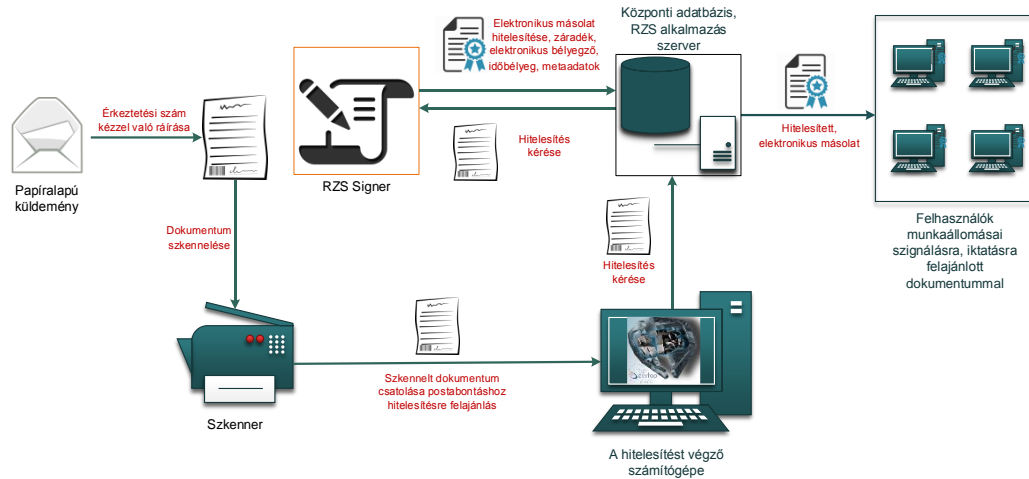 Papíralapú
küldemény
Érkeztetési szám
kézzel való ráírása
Dokumentum
szkennelése
Szkenner
Szkennelt dokumentum
csatolása postabontáshoz
hitelesítésre felajánlás
A hitelesítést végző
számítógépe
Hitelesítés
kérése
RZS Signer
Elektronikus másolat
hitelesítése, záradék,
elektronikus bélyegző,
időbélyeg, metaadatok
Hitelesítés
kérése
Központi adatbázis,
RZS alkalmazás
szerver
Hitelesített,
elektronikus másolat
Felhasználók
munkaállomásai
szignálásra, iktatásra
felajánlott
dokumentummal